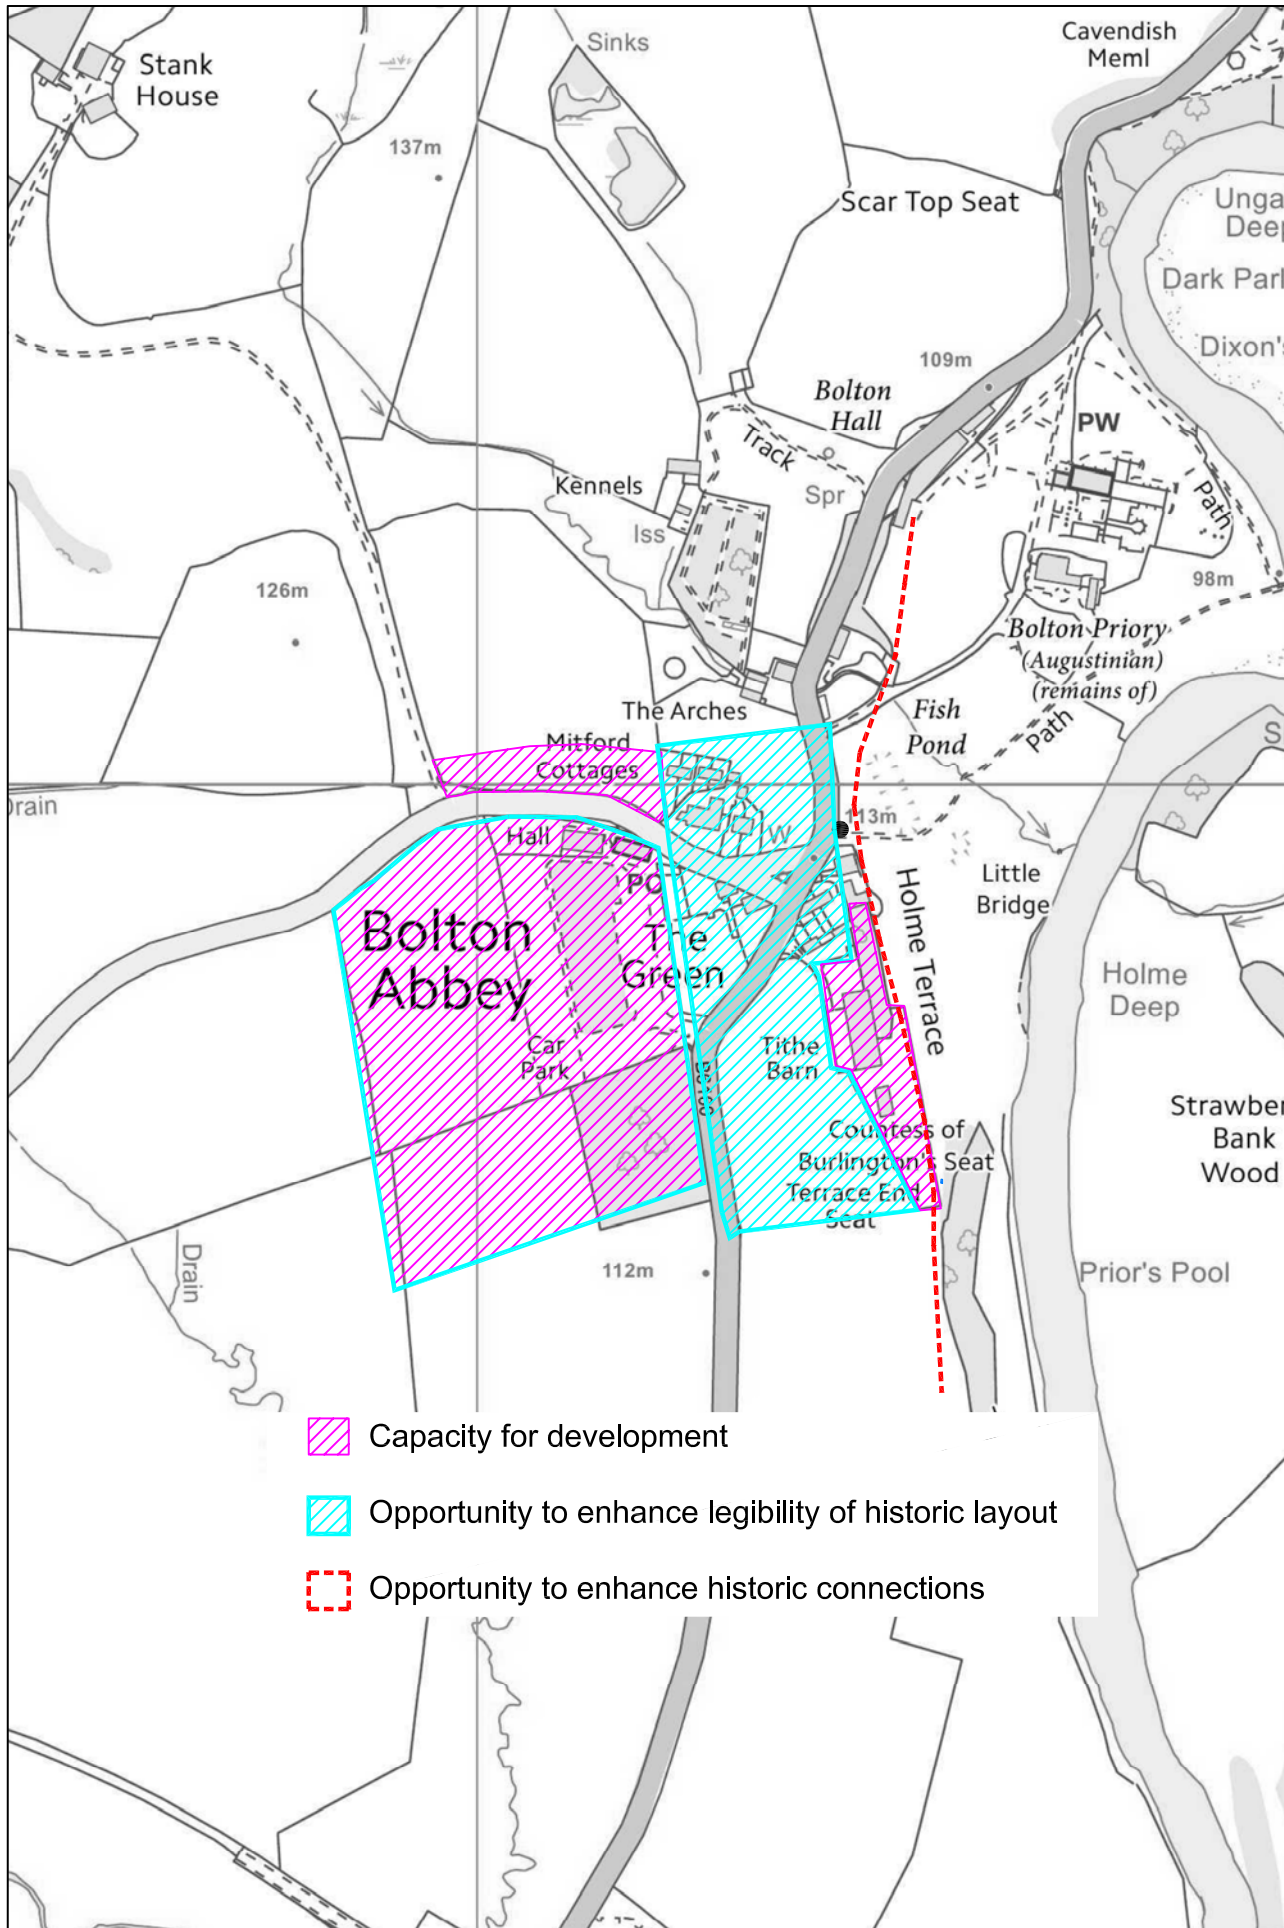 Cavendish
Meml
Sinks
Stank
House
137m
Scar Top Seat
Dark Parl
109m
Bolton
Hall
PW
Track
Kennels
Spr
Path
Iss
126m
98m
Bolton Priory
(Augustinian)
(remains of)
The Arches
Fish
Pond
Path
Mitford
Cottages
Drain
113m
Hall
W
PO
Little
Bridge
Holme Terrace
Bolton
Abbey
The
Green
Holme
Deep
Car
Park
Tithe
Barn
Countess of
Burlington's Seat
Terrace End
Seat
Bank
Wood
Drain
112m
Prior's Pool
Capacity for development
Opportunity to enhance legibility of historic layout
Opportunity to enhance historic connections